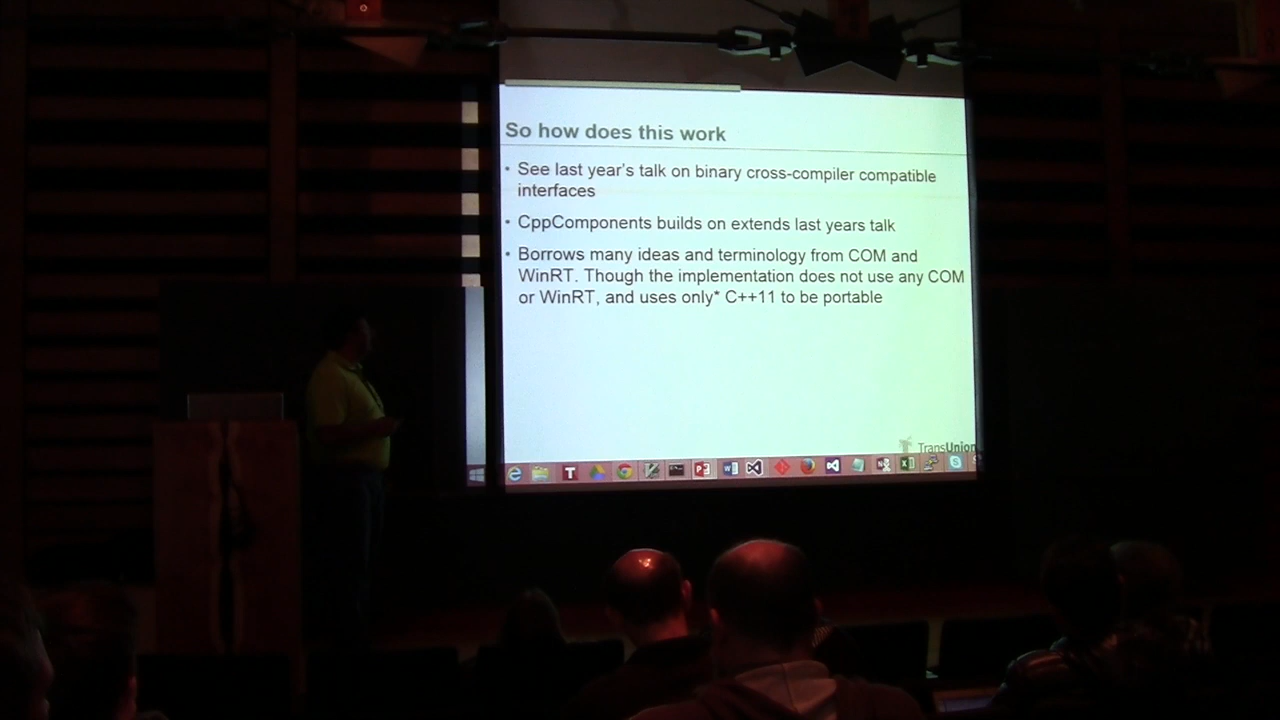 So how does this work
• See last year's talk on binary cross-compiler compatible
interfaces
• CppComponents builds on extends last years talk
• Borrows many ideas and terminology from COM and
WinRT. Though the implementation does not use any COM
or WinRT, and uses only* C++11 to be portable
TransUnion